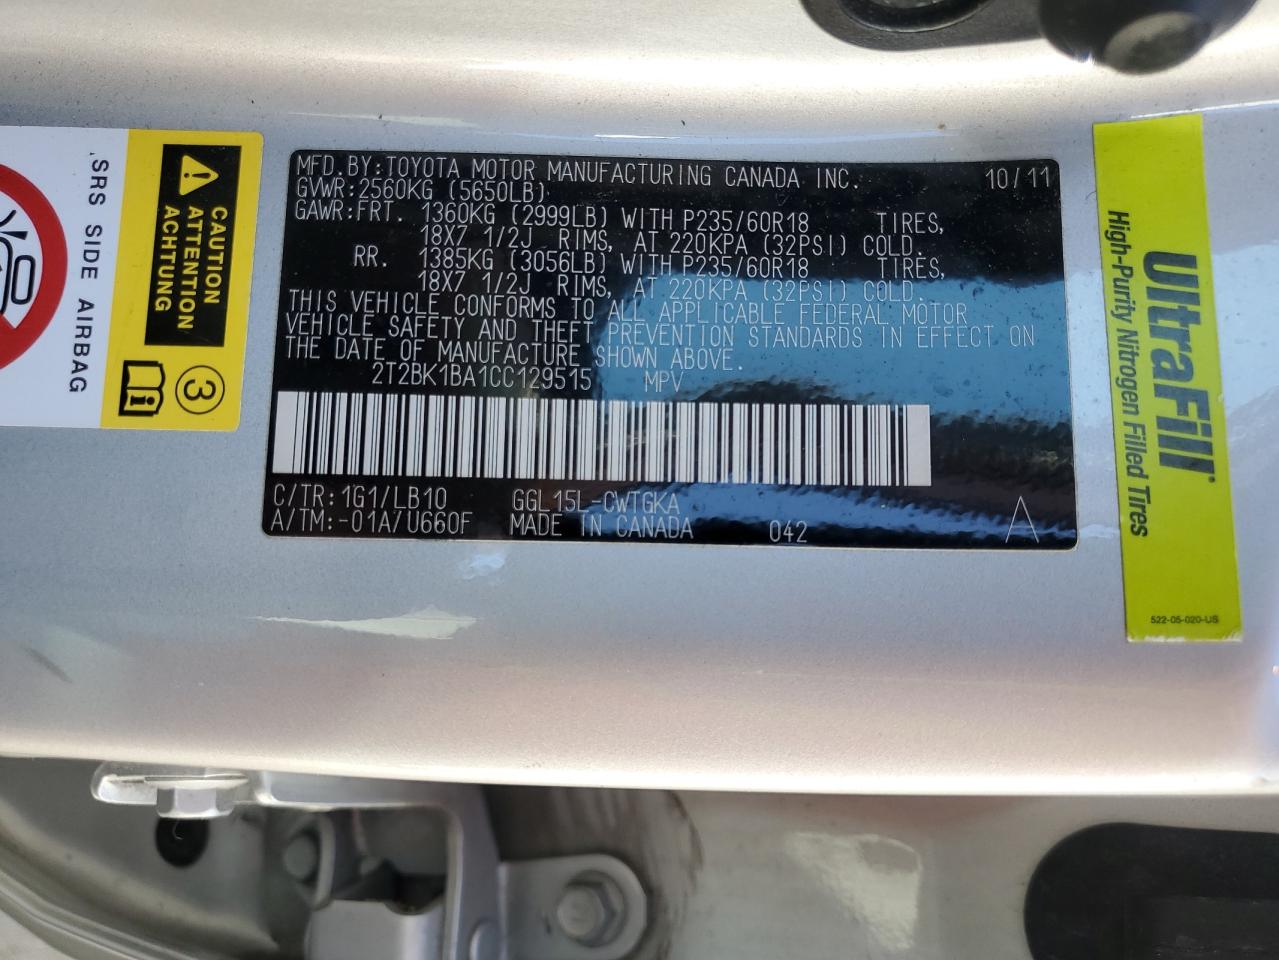 MFD.BY:TOYOTA MOTOR MANUFACTURING CANADA INC. 10/11
GVWR:2560KG (5650LB)
GAWR:FRT. 1360KG (2999LB) WITH P235/60R18 TIRES,
18X7 1/2J RIMS, AT 220KPA (32PSI) COLD.
RR. 1385KG (3056LB) WITH P235/60R18 TIRES,
18X7 1/2J RIMS, AT 220KPA (32PSI) COLD.
THIS VEHICLE CONFORMS TO ALL APPLICABLE FEDERAL MOTOR
VEHICLE SAFETY AND THEFT PREVENTION STANDARDS IN EFFECT ON
THE DATE OF MANUFACTURE SHOWN ABOVE.
2T2BK1BA1CC129515 MPV
C/TR:1G1/LB10 GGL15L-CWTGKA
A/TM:-01A/U660F MADE IN CANADA 042
A
CAUTION
ATTENTION
ACHTUNG
3
SRS SIDE AIRBAG
UltraFill
High-Purity Nitrogen Filled Tires
522-05-020-US